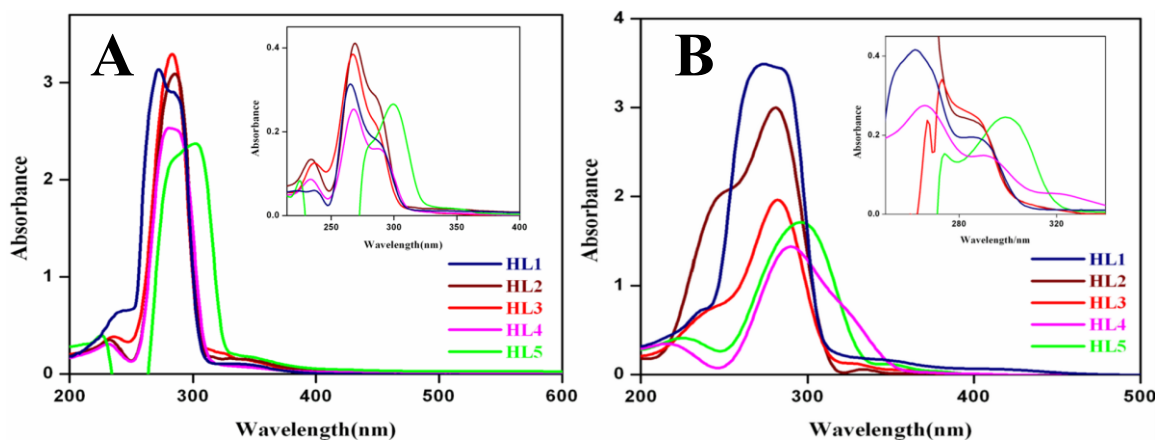 A
3
2
1
0
200
300
400
500
600
Absorbance
Wavelength(nm)
HL1
HL2
HL3
HL4
HL5
0.4
0.2
0.0
250
300
350
400
Absorbance
Wavelength(nm)
B
4
3
2
1
0
200
300
400
500
Absorbance
Wavelength(nm)
HL1
HL2
HL3
HL4
HL5
0.4
0.2
0.0
280
320
Absorbance
Wavelength/nm